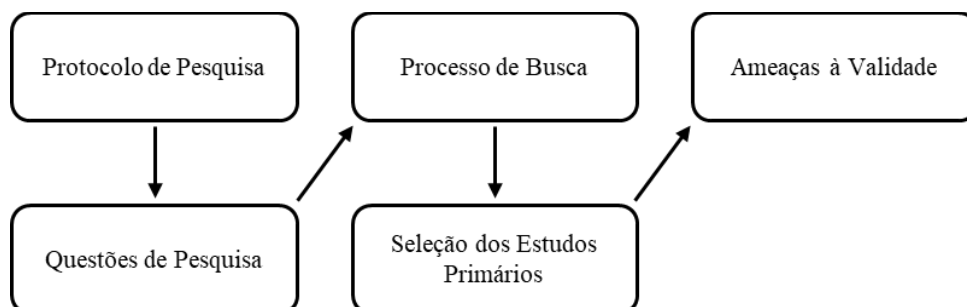 Protocolo de Pesquisa
Questões de Pesquisa
Processo de Busca
Seleção dos Estudos
Primários
Ameaças à Validade